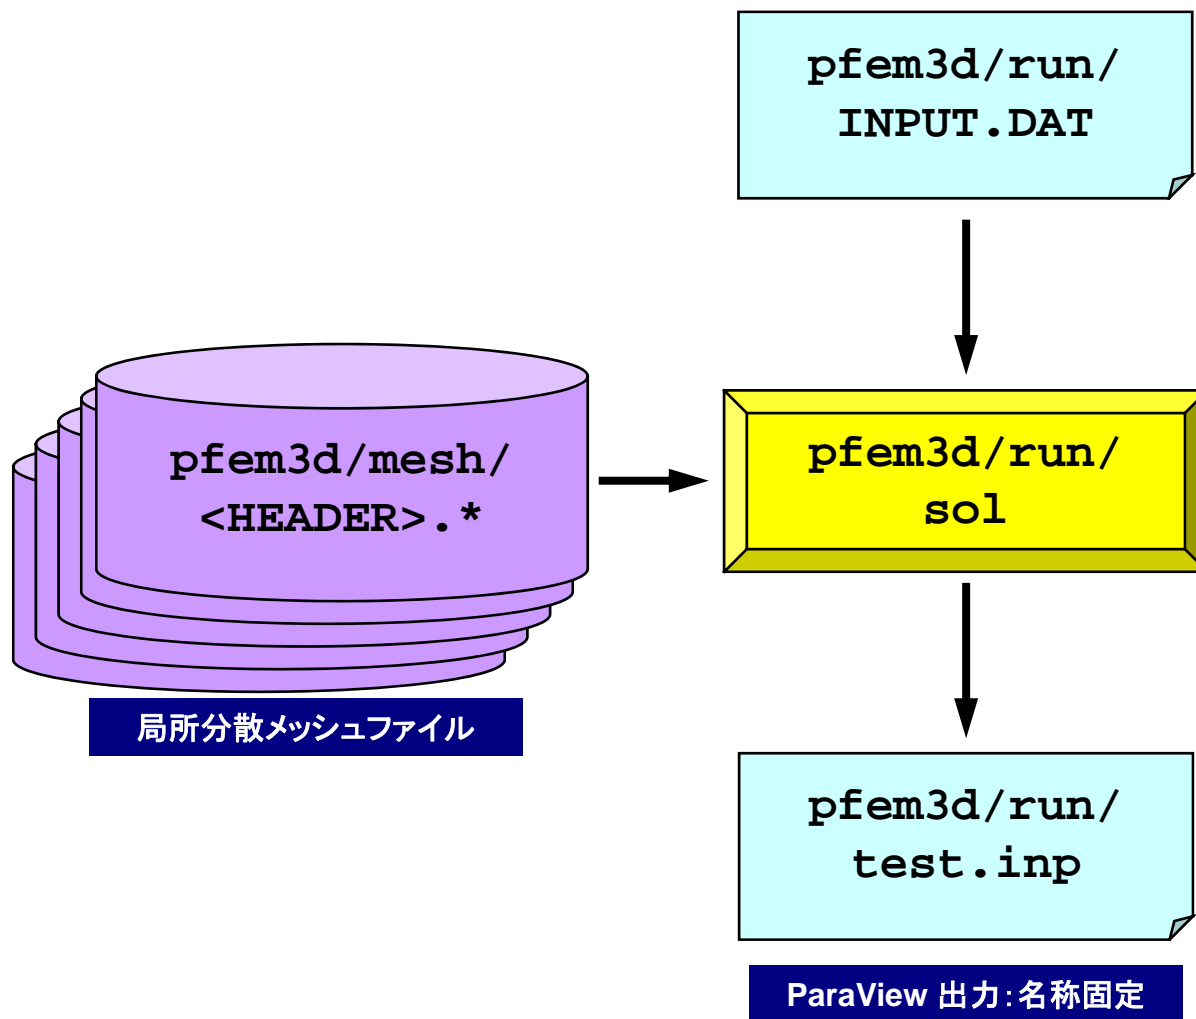 pfem3d/run/
INPUT.DAT
pfem3d/mesh/
<HEADER>.*
pfem3d/run/
sol
局所分散メッシュファイル
pfem3d/run/
test.inp
ParaView 出力：名称固定